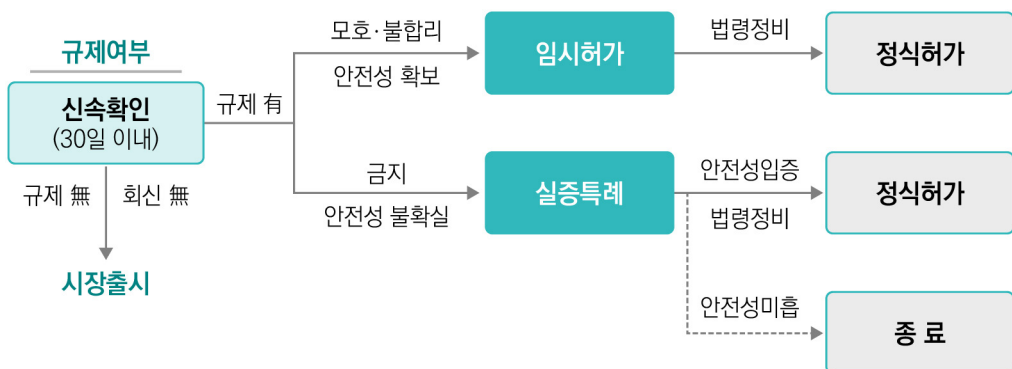 규제여부
신속확인
(30일 이내)
규제 無
회신 無
시장출시
규제 有
모호·불합리
안전성 확보
임시허가
법령정비
정식허가
금지
안전성 불확실
실증특례
안전성입증
법령정비
정식허가
안전성미흡
종 료